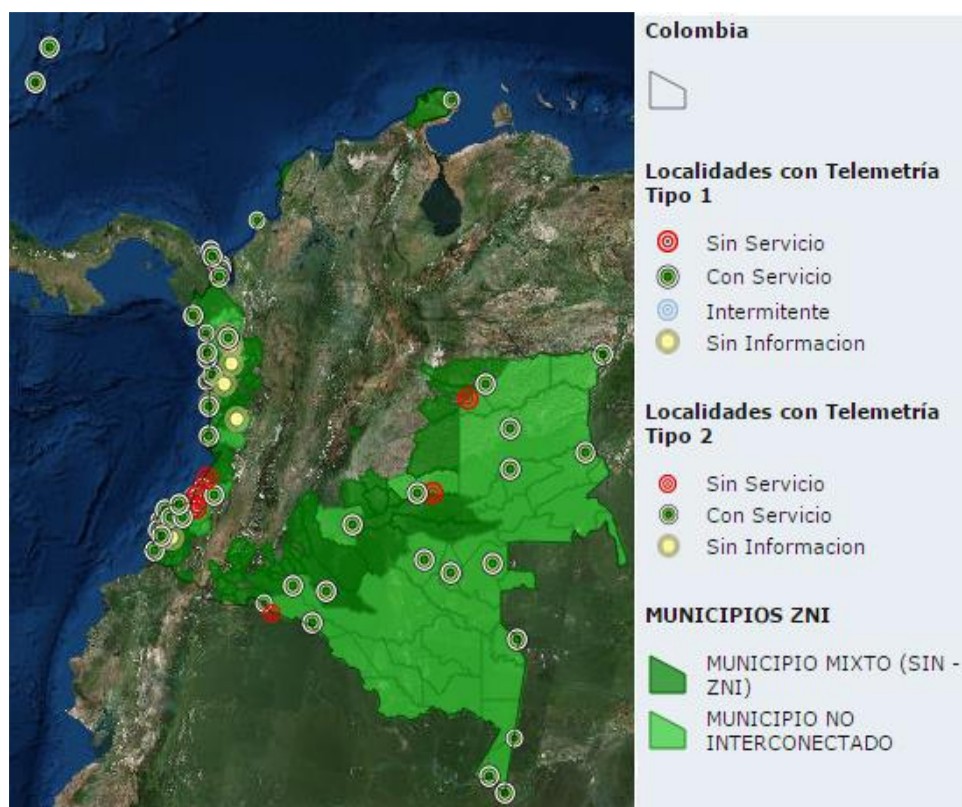 Colombia
Localidades con Telemetría
Tipo 1
Sin Servicio
Con Servicio
Intermitente
Sin Informacion
Localidades con Telemetría
Tipo 2
Sin Servicio
Con Servicio
Sin Informacion
MUNICIPIOS ZNI
MUNICIPIO MIXTO (SIN -
ZNI)
MUNICIPIO NO
INTERCONECTADO